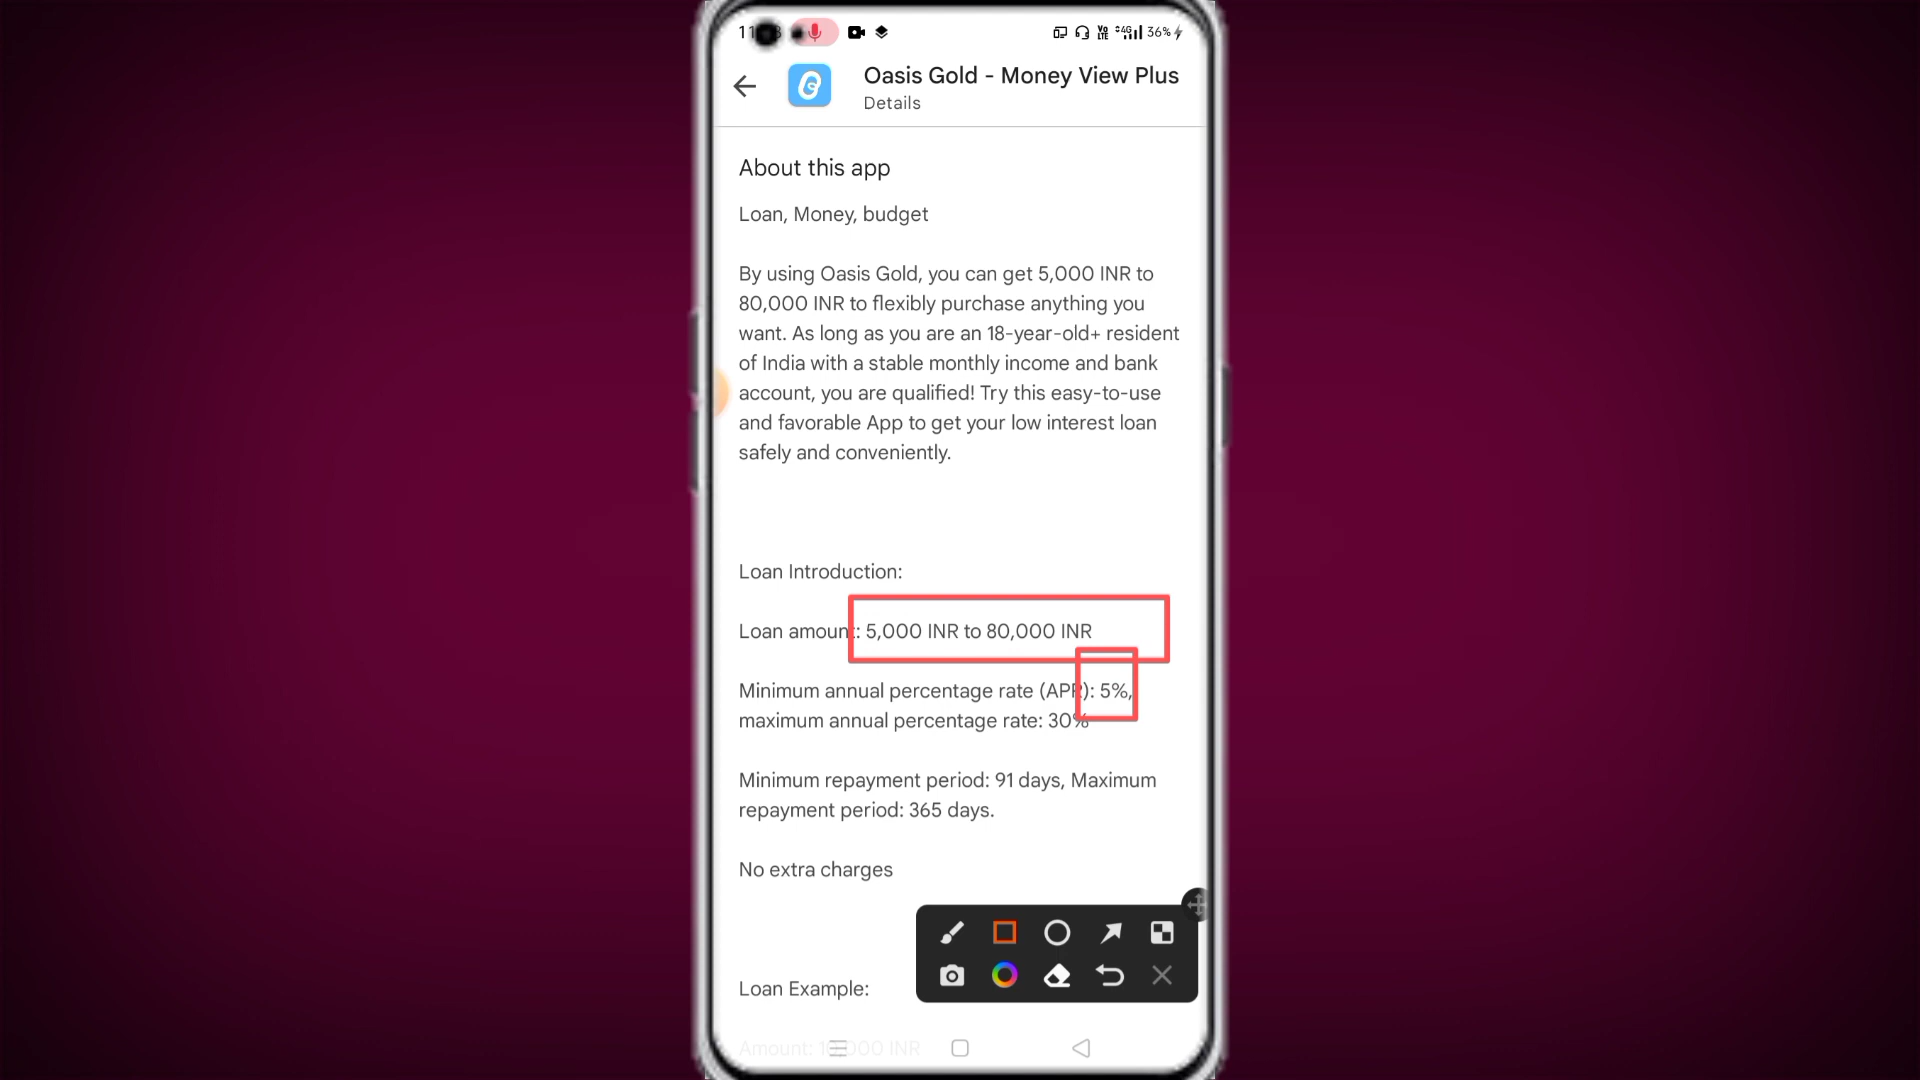 36%
Oasis Gold - Money View Plus
Details
About this app
Loan, Money, budget
By using Oasis Gold, you can get 5,000 INR to
80,000 INR to flexibly purchase anything you
want. As long as you are an 18-year-old+ resident
of India with a stable monthly income and bank
account, you are qualified! Try this easy-to-use
and favorable App to get your low interest loan
safely and conveniently.
Loan Introduction:
Loan amount: 5,000 INR to 80,000 INR
Minimum annual percentage rate (APR): 5%,
maximum annual percentage rate: 30%
Minimum repayment period: 91 days, Maximum
repayment period: 365 days.
No extra charges
Loan Example:
Amount: INR